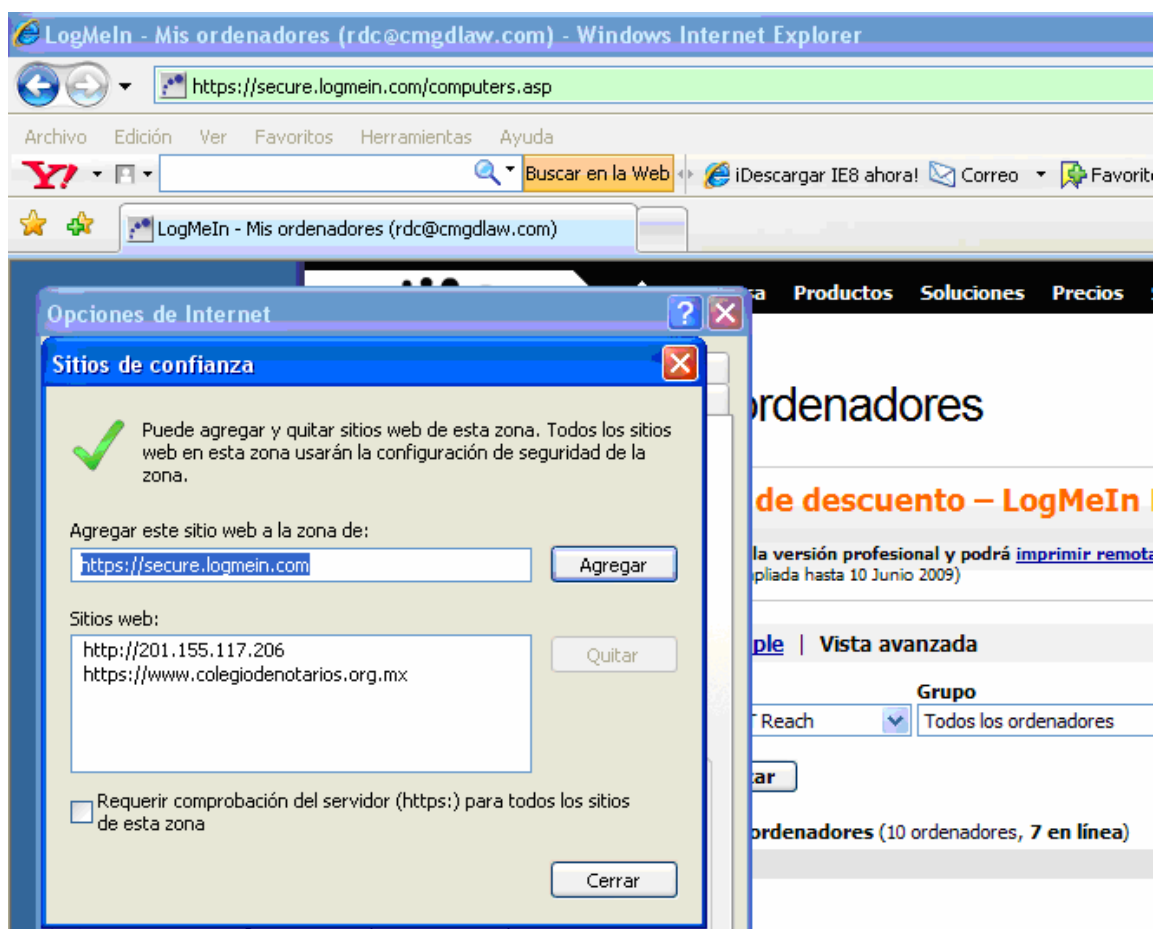 LogMeIn - Mis ordenadores (rdc@cmgdlaw.com) - Windows Internet Explorer
https://secure.logmein.com/computers.asp
Archivo Edición Ver Favoritos Herramientas Ayuda
Y! Buscar en la Web ¡Descargar IE8 ahora! Correo Favorito
LogMeIn - Mis ordenadores (rdc@cmgdlaw.com)
sa Productos Soluciones Precios
Opciones de Internet
Sitios de confianza
ordenadores
Puede agregar y quitar sitios web de esta zona. Todos los sitios
web en esta zona usarán la configuración de seguridad de la
zona.
de descuento – LogMeIn
Agregar este sitio web a la zona de:
https://secure.logmein.com
Agregar
la versión profesional y podrá imprimir remota
pliada hasta 10 Junio 2009)
Sitios web:
http://201.155.117.206
https://www.colegiodenotarios.org.mx
Quitar
ple | Vista avanzada
Grupo
Reach Todos los ordenadores
ar
Requerir comprobación del servidor (https:) para todos los sitios
de esta zona
ordenadores (10 ordenadores, 7 en línea)
Cerrar